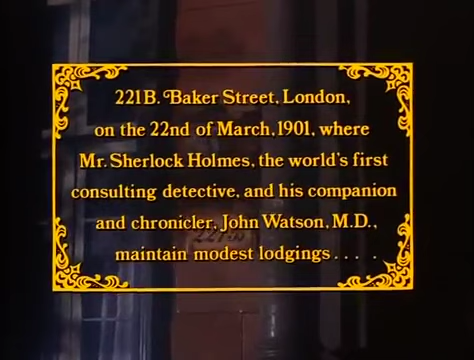 221B. Baker Street, London,
on the 22nd of March, 1901, where
Mr. Sherlock Holmes, the world's first
consulting detective, and his companion
and chronicler, John Watson, M.D.,
maintain modest lodgings . . . .